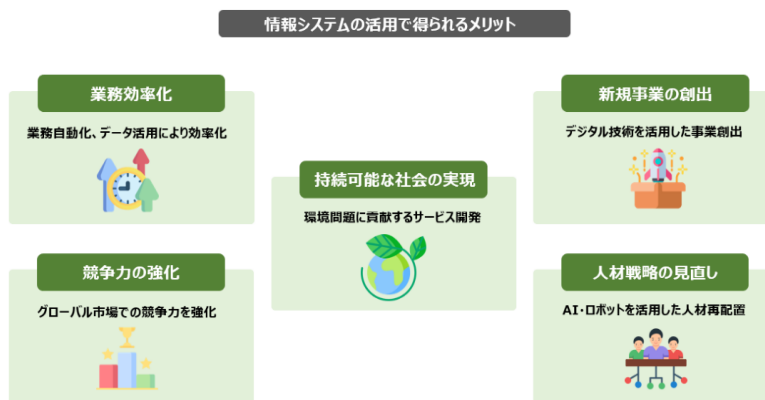 情報システムの活用で得られるメリット
業務効率化
業務自動化、データ活用により効率化
新規事業の創出
デジタル技術を活用した事業創出
持続可能な社会の実現
環境問題に貢献するサービス開発
競争力の強化
グローバル市場での競争力を強化
人材戦略の見直し
AI・ロボットを活用した人材再配置